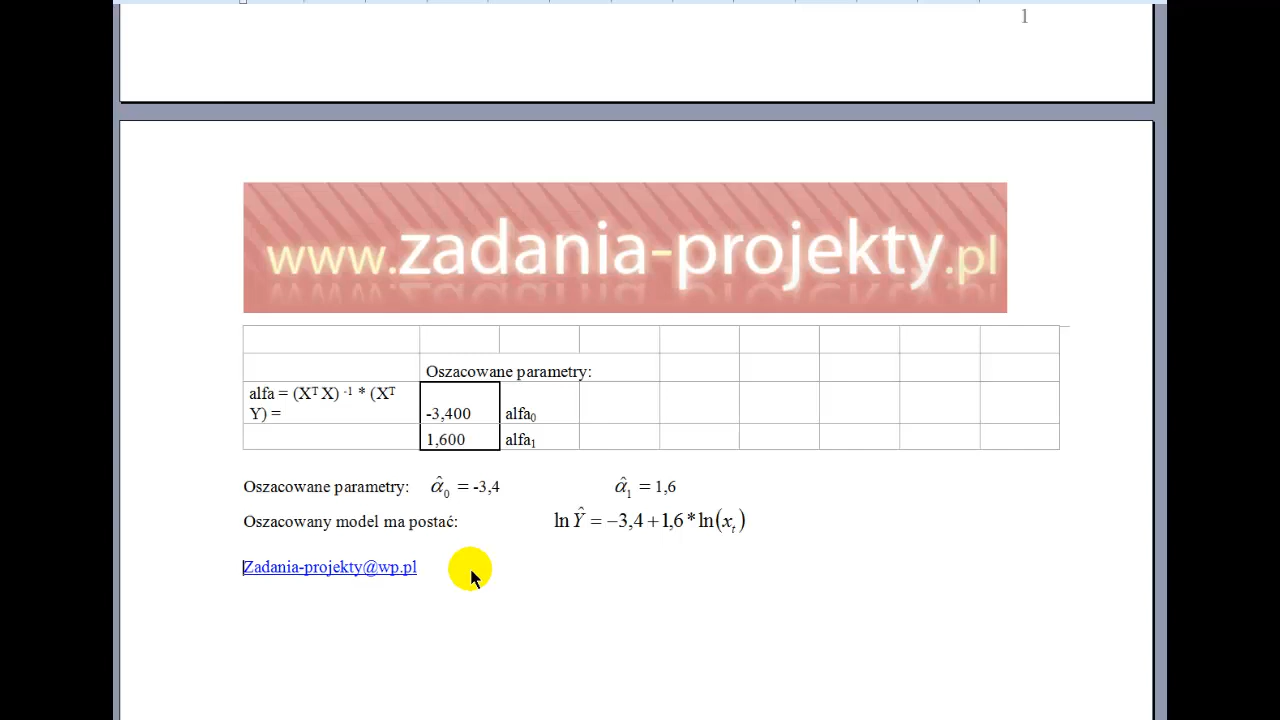 1
www.zadania-projekty.pl
Oszacowane parametry:
alfa = (Xᵀ X) ⁻¹ * (Xᵀ
Y) =
-3,400 alfa₀
1,600 alfa₁
Oszacowane parametry: α̂₀ = -3,4 α̂₁ = 1,6
Oszacowany model ma postać: ln Ŷ = −3,4 + 1,6 * ln(xₜ)
Zadania-projekty@wp.pl